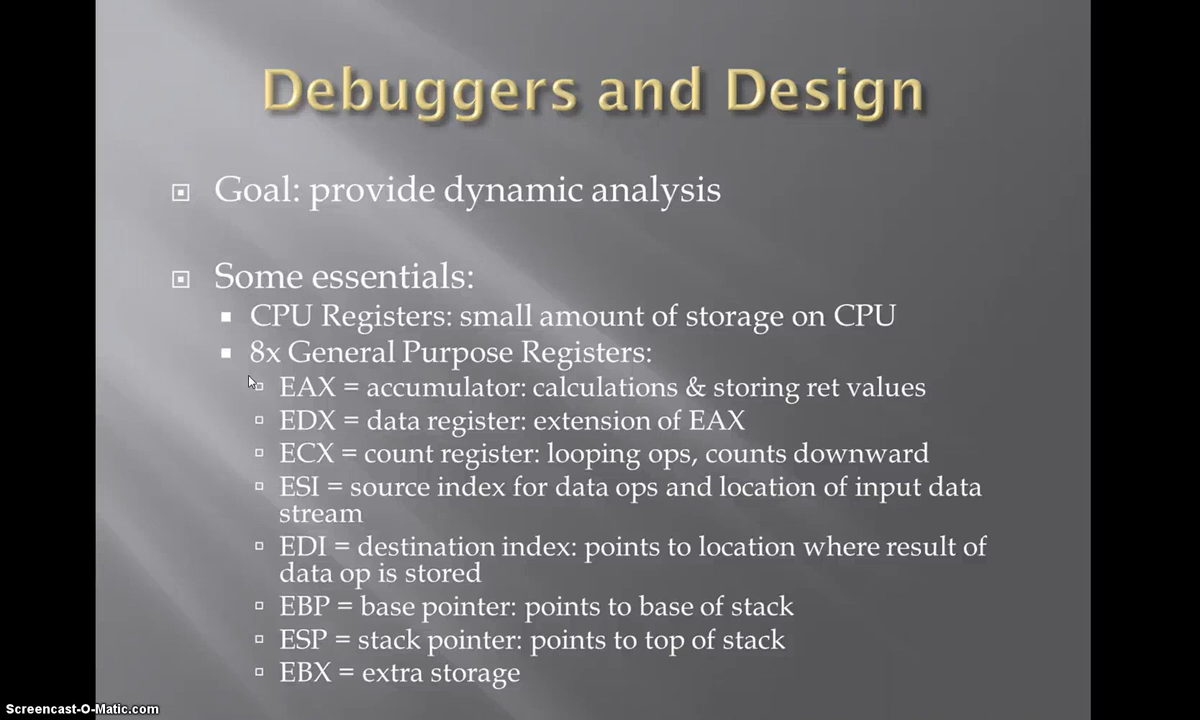 Debuggers and Design
Goal: provide dynamic analysis
Some essentials:
CPU Registers: small amount of storage on CPU
8x General Purpose Registers:
EAX = accumulator: calculations & storing ret values
EDX = data register: extension of EAX
ECX = count register: looping ops, counts downward
ESI = source index for data ops and location of input data
stream
EDI = destination index: points to location where result of
data op is stored
EBP = base pointer: points to base of stack
ESP = stack pointer: points to top of stack
EBX = extra storage
Screencast-O-Matic.com